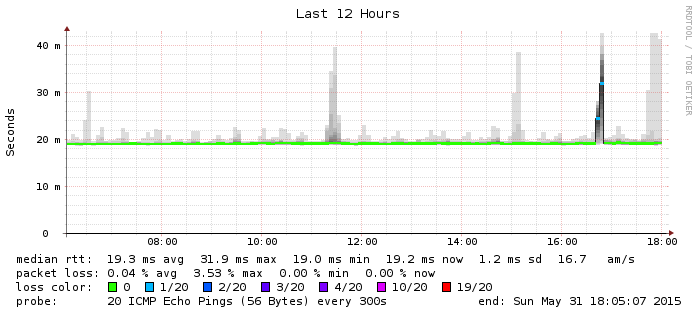 Last 12 Hours
RRDTOOL / TOBI OETIKER
Seconds
40 m
30 m
20 m
10 m
0
08:00 10:00 12:00 14:00 16:00 18:00
median rtt: 19.3 ms avg 31.9 ms max 19.0 ms min 19.2 ms now 1.2 ms sd 16.7 am/s
packet loss: 0.04 % avg 3.53 % max 0.00 % min 0.00 % now
loss color: 0 1/20 2/20 3/20 4/20 10/20 19/20
probe: 20 ICMP Echo Pings (56 Bytes) every 300s end: Sun May 31 18:05:07 2015